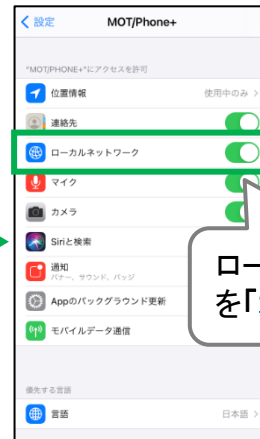 設定
MOT/Phone+
"MOT/PHONE+"にアクセスを許可
位置情報 使用中のみ
連絡先
ローカルネットワーク
マイク
カメラ
Siriと検索
通知
バナー、サウンド、バッジ
Appのバックグラウンド更新
モバイルデータ通信
ロー
を「
優先する言語
言語 日本語